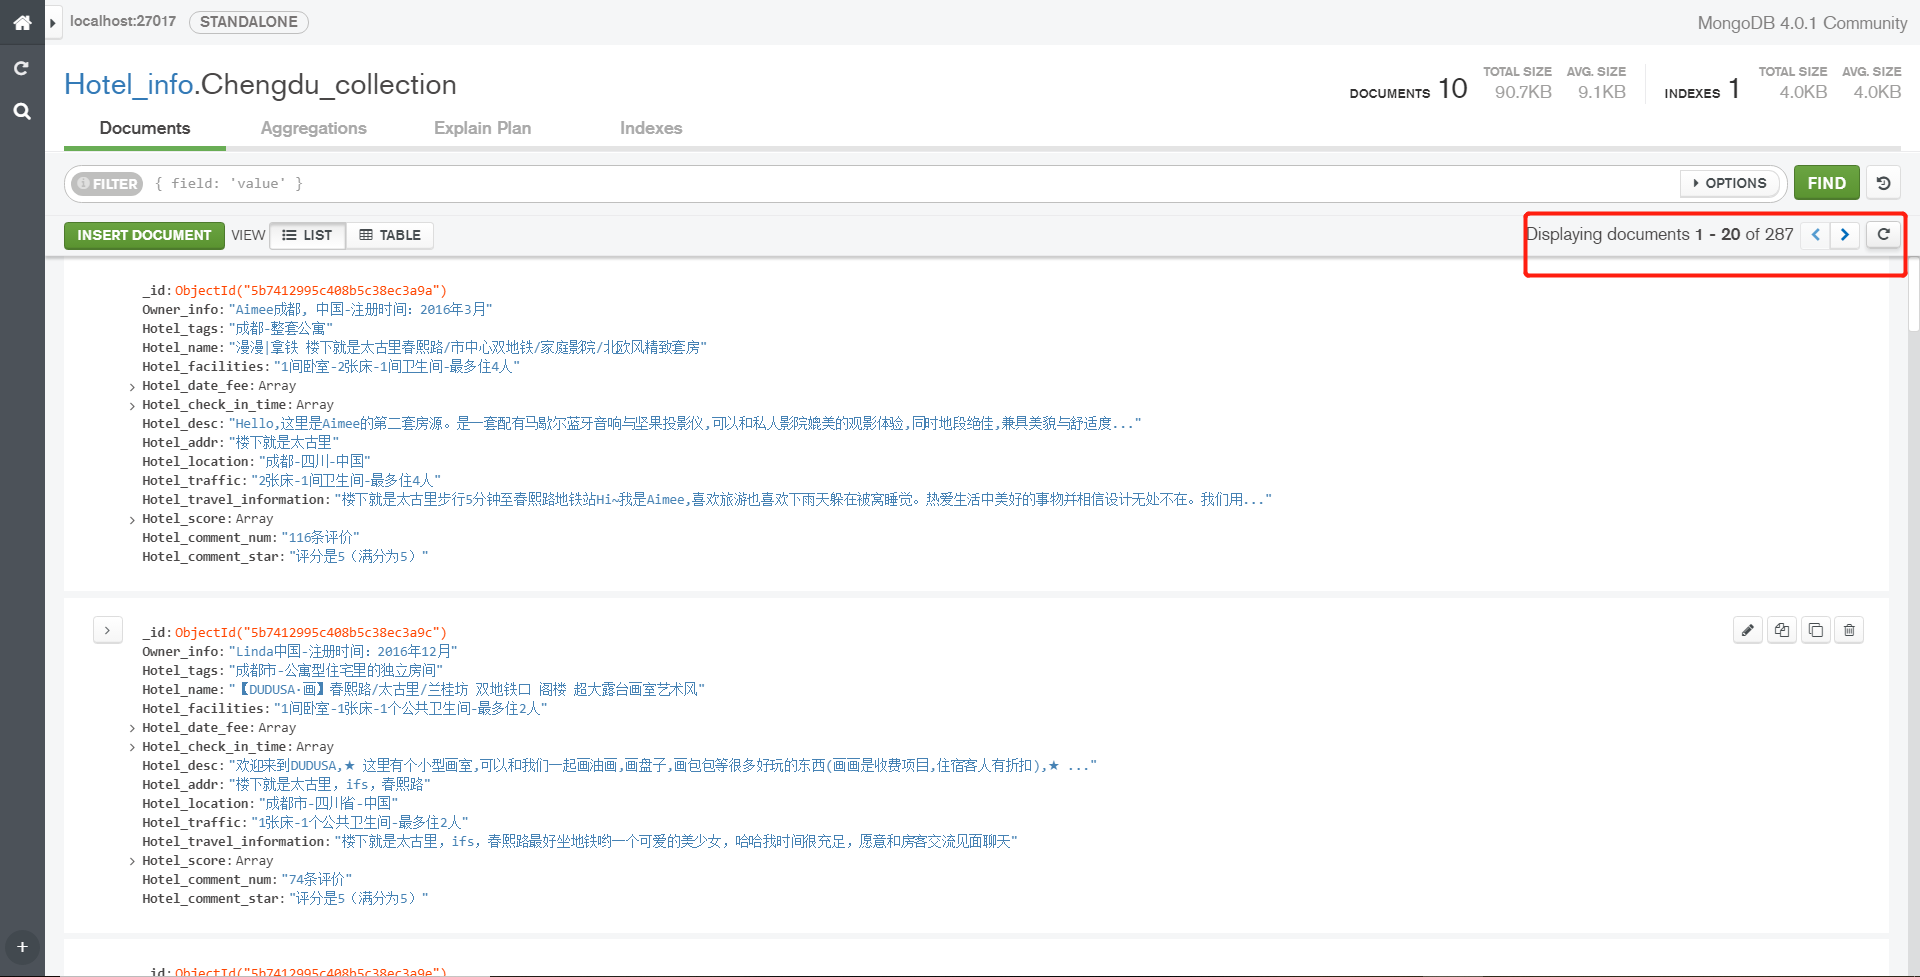 localhost:27017 STANDALONE MongoDB 4.0.1 Community
Hotel_info.Chengdu_collection
DOCUMENTS 10 TOTAL SIZE 90.7KB AVG. SIZE 9.1KB INDEXES 1 TOTAL SIZE 4.0KB AVG. SIZE 4.0KB
Documents Aggregations Explain Plan Indexes
FILTER { field: 'value' } OPTIONS FIND
INSERT DOCUMENT VIEW LIST TABLE Displaying documents 1 - 20 of 287
_id: ObjectId("5b7412995c408b5c38ec3a9a")
Owner_info: "Aimee成都, 中国-注册时间: 2016年3月"
Hotel_tags: "成都-整套公寓"
Hotel_name: "漫漫|拿铁 楼下就是太古里春熙路/市中心双地铁/家庭影院/北欧风精致套房"
Hotel_facilities: "1间卧室-2张床-1间卫生间-最多住4人"
Hotel_date_fee: Array
Hotel_check_in_time: Array
Hotel_desc: "Hello,这里是Aimee的第二套房源。是一套配有马歇尔蓝牙音响与坚果投影仪,可以和私人影院媲美的观影体验,同时地段绝佳,兼具美貌与舒适度..."
Hotel_addr: "楼下就是太古里"
Hotel_location: "成都-四川-中国"
Hotel_traffic: "2张床-1间卫生间-最多住4人"
Hotel_travel_information: "楼下就是太古里步行5分钟至春熙路地铁站Hi~我是Aimee,喜欢旅游也喜欢下雨天躲在被窝睡觉。热爱生活中美好的事物并相信设计无处不在。我们用..."
Hotel_score: Array
Hotel_comment_num: "116条评价"
Hotel_comment_star: "评分是5（满分为5）"
_id: ObjectId("5b7412995c408b5c38ec3a9c")
Owner_info: "Linda中国-注册时间: 2016年12月"
Hotel_tags: "成都市-公寓型住宅里的独立房间"
Hotel_name: "【DUDUSA·画】春熙路/太古里/兰桂坊 双地铁口 阁楼 超大露台画室艺术风"
Hotel_facilities: "1间卧室-1张床-1个公共卫生间-最多住2人"
Hotel_date_fee: Array
Hotel_check_in_time: Array
Hotel_desc: "欢迎来到DUDUSA,★ 这里有个小型画室,可以和我们一起画油画,画盘子,画包包等很多好玩的东西(画画是收费项目,住宿客人有折扣),★ ..."
Hotel_addr: "楼下就是太古里, ifs, 春熙路"
Hotel_location: "成都市-四川省-中国"
Hotel_traffic: "1张床-1个公共卫生间-最多住2人"
Hotel_travel_information: "楼下就是太古里, ifs, 春熙路最好坐地铁哟一个可爱的美少女, 哈哈我时间很充足, 愿意和房客交流见面聊天"
Hotel_score: Array
Hotel_comment_num: "74条评价"
Hotel_comment_star: "评分是5（满分为5）"
_id: ObjectId("5b7412995c408b5c38ec3a9e")